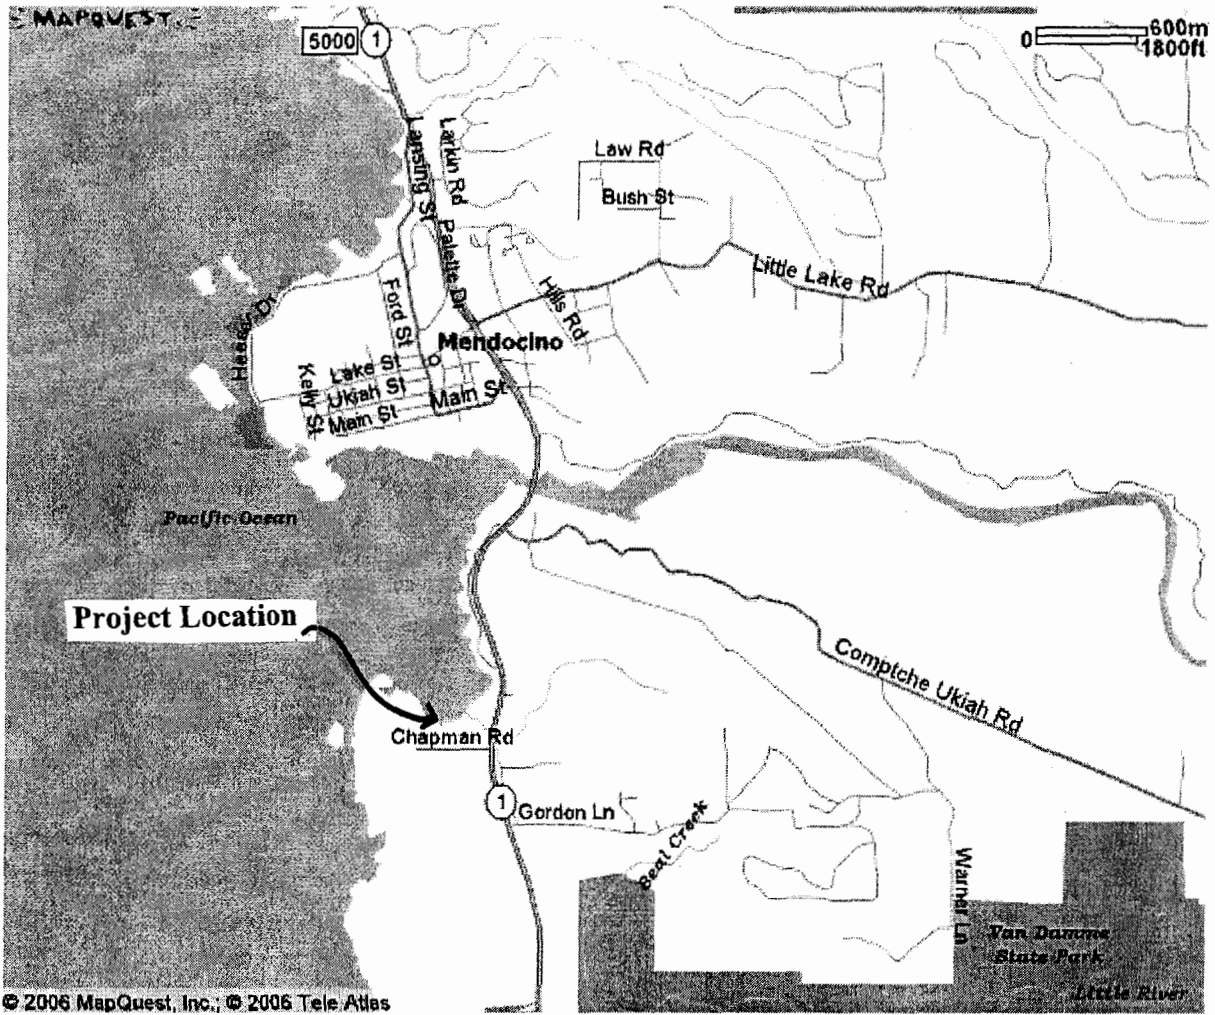 MAPQUEST
5000
1
600m
0
1800ft
Lansing St
Larkin Rd
Law Rd
Bush St
Palette Dr
Little Lake Rd
Heeser Dr
Ford St
Hills Rd
Mendocino
Lake St
Kelly St
Ukiah St
Main St
Main St
Pacific Ocean
Project Location
Comptche Ukiah Rd
Chapman Rd
1
Gordon Ln
Beal Creek
Warner Ln
Van Damme
State Park
Little River
© 2006 MapQuest, Inc.; © 2006 Tele Atlas